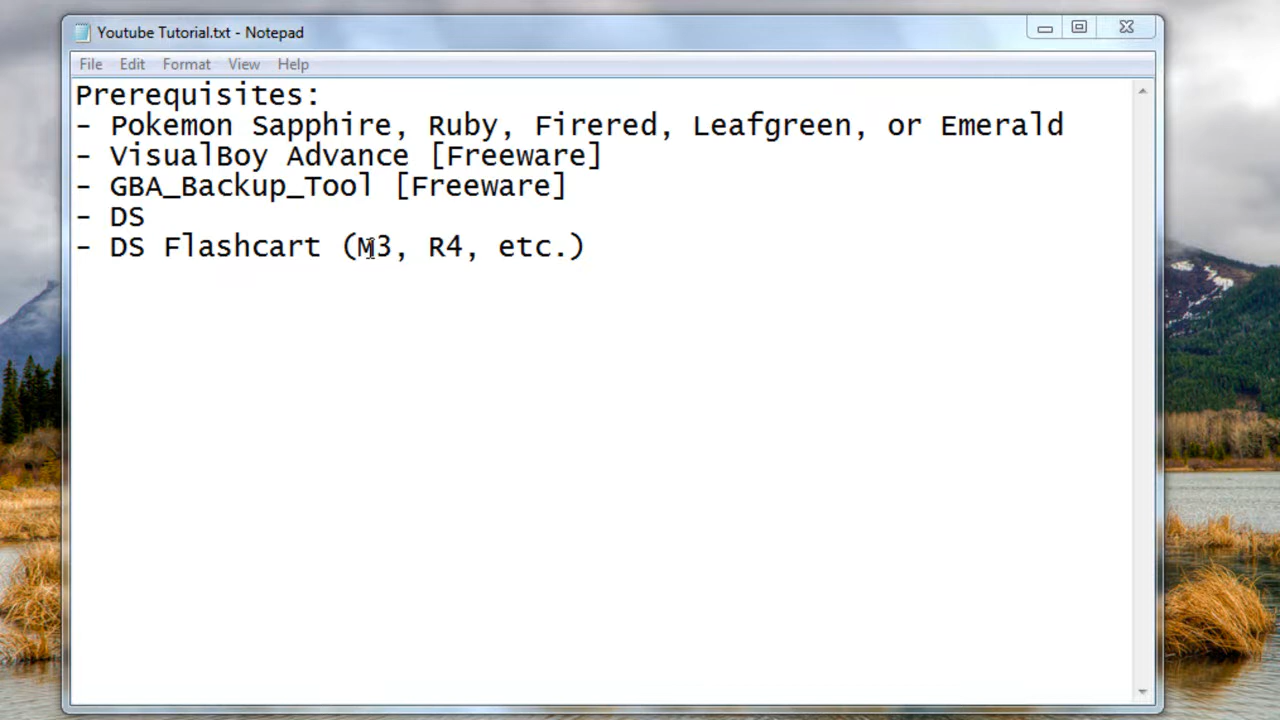 Youtube Tutorial.txt - Notepad
File Edit Format View Help
Prerequisites:
- Pokemon Sapphire, Ruby, Firered, Leafgreen, or Emerald
- VisualBoy Advance [Freeware]
- GBA_Backup_Tool [Freeware]
- DS
- DS Flashcart (M3, R4, etc.)